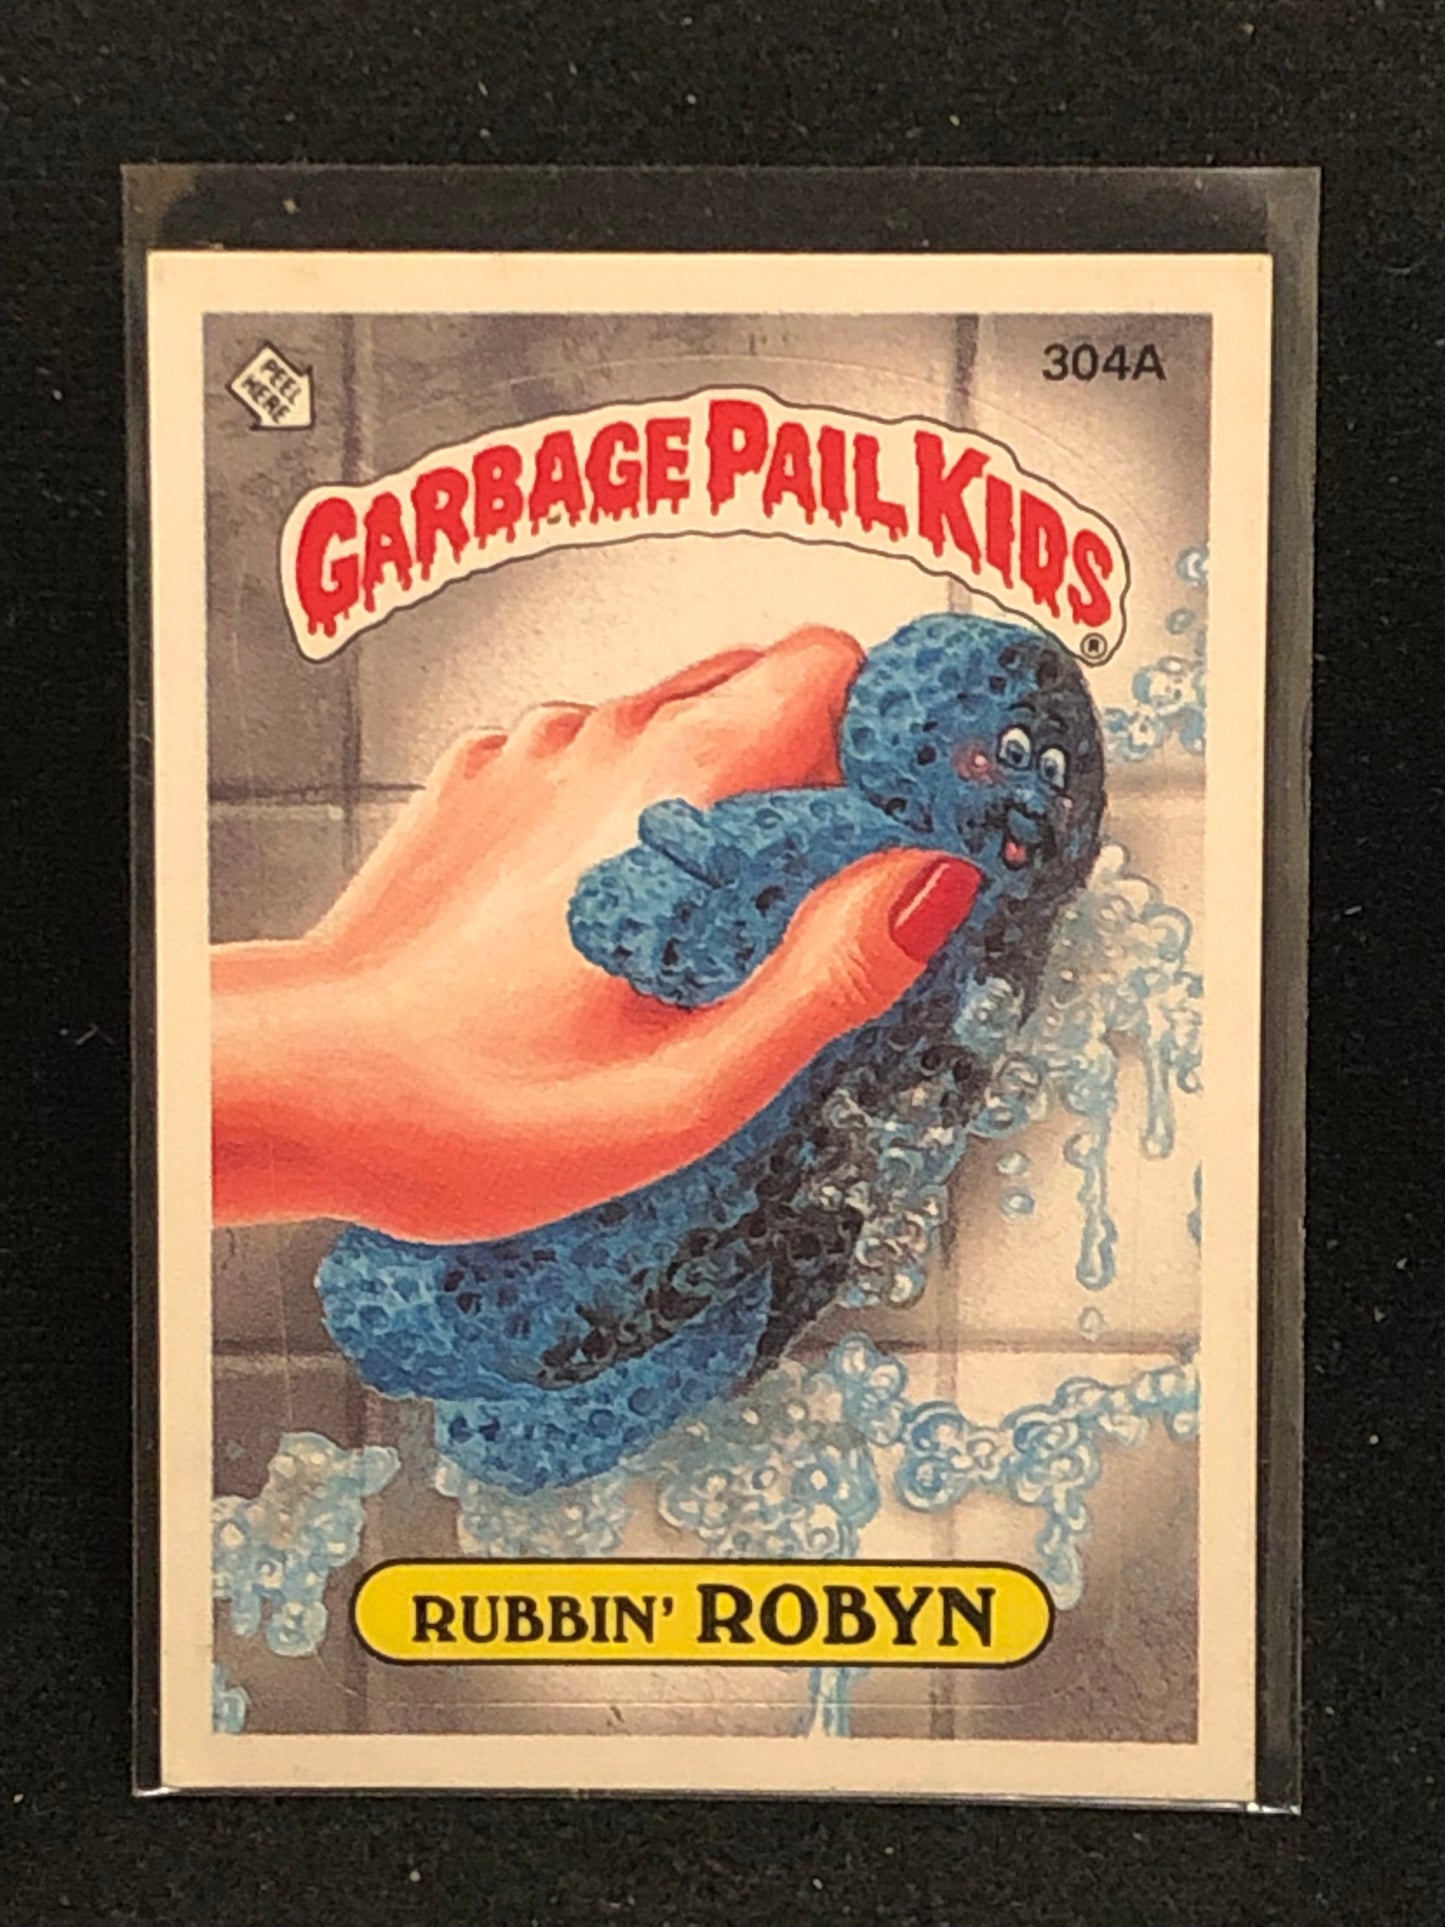 PEEL
HERE
304A
GARBAGE PAIL KIDS
®
RUBBIN' ROBYN